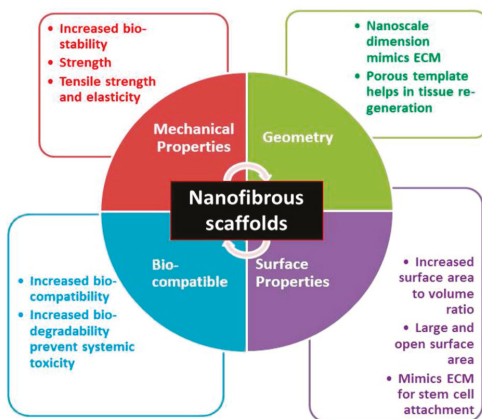 • Increased bio-
stability
• Strength
• Tensile strength
and elasticity
• Nanoscale
dimension
mimics ECM
• Porous template
helps in tissue re-
generation
Mechanical
Properties
Geometry
Nanofibrous
scaffolds
Bio-
compatible
Surface
Properties
• Increased bio-
compatibility
• Increased bio-
degradability
prevent systemic
toxicity
• Increased
surface area
to volume
ratio
• Large and
open surface
area
• Mimics ECM
for stem cell
attachment